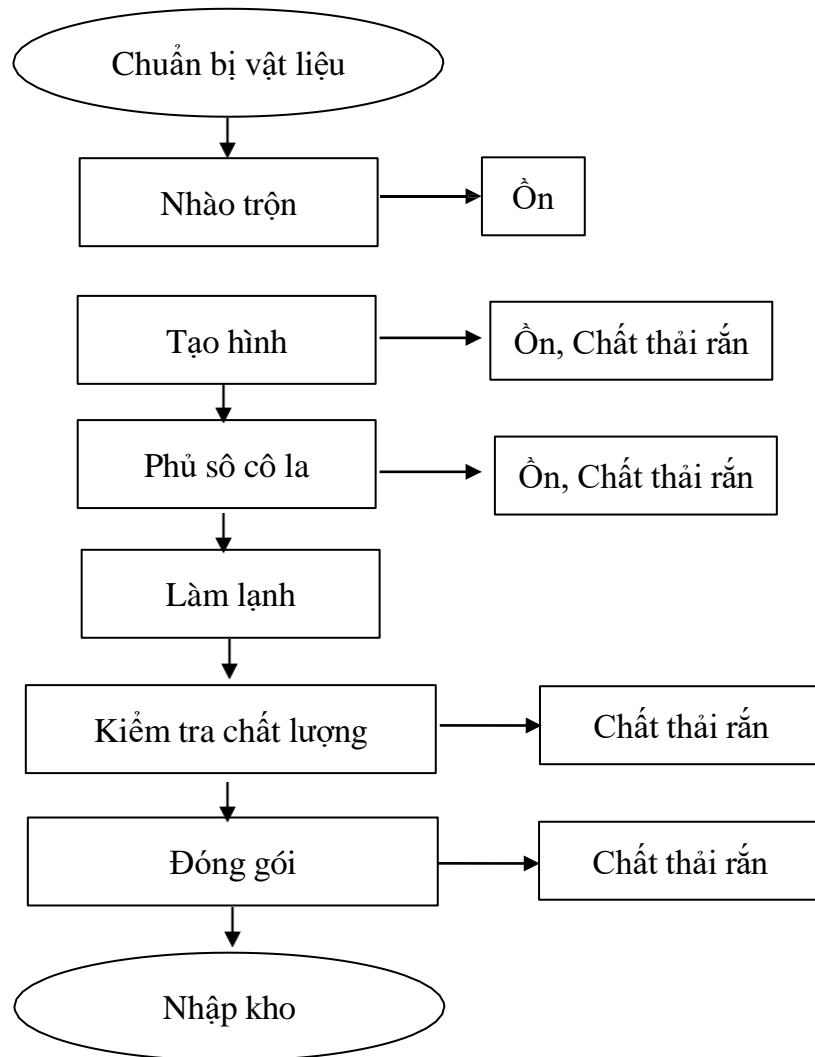 Chuẩn bị vật liệu
Nhào trộn
Ồn
Tạo hình
Ồn, Chất thải rắn
Phủ sô cô la
Ồn, Chất thải rắn
Làm lạnh
Kiểm tra chất lượng
Chất thải rắn
Đóng gói
Chất thải rắn
Nhập kho